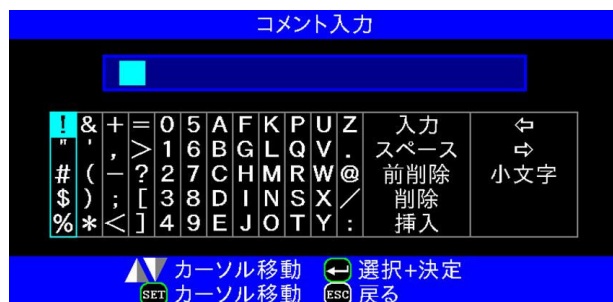 コメント入力
! & + = 0 5 A F K P U Z 入力 ⇦
" ' , > 1 6 B G L Q V . スペース ⇨
# ( − ? 2 7 C H M R W @ 前削除 小文字
$ ) ; [ 3 8 D I N S X / 削除
% * < ] 4 9 E J O T Y : 挿入
カーソル移動 選択+決定
SET カーソル移動 ESC 戻る